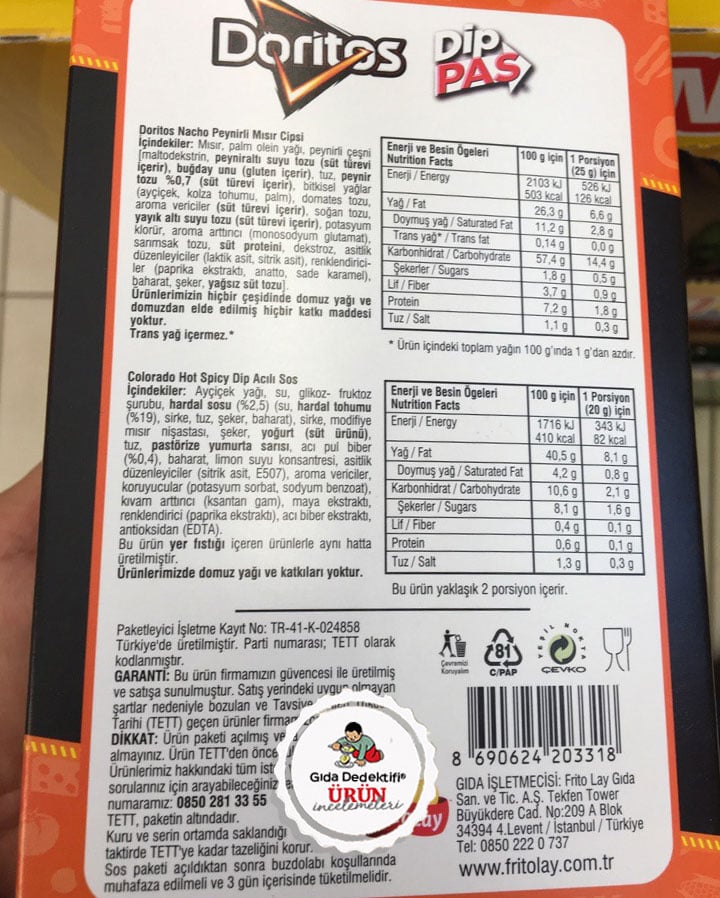 Doritos
Dip
PAS
Doritos Nacho Peynirli Mısır Cipsi
İçindekiler: Mısır, palm olein yağı, peynirli çeşni
[maltodekstrin, peyniraltı suyu tozu (süt türevi
içerir), buğday unu (gluten içerir), tuz, peynir
tozu %0,7 (süt türevi içerir), bitkisel yağlar
(ayçiçek, kolza tohumu, palm), domates tozu,
aroma vericiler (süt türevi içerir), soğan tozu,
yayık altı suyu tozu (süt türevi içerir), potasyum
klorür, aroma arttırıcı (monosodyum glutamat),
sarımsak tozu, süt proteini, dekstroz, asitlik
düzenleyiciler (laktik asit, sitrik asit), renklendirici-
ler (paprika ekstraktı, anatto, sade karamel),
baharat, şeker, yağsız süt tozu].
Ürünlerimizin hiçbir çeşidinde domuz yağı ve
domuzdan elde edilmiş hiçbir katkı maddesi
yoktur.
Trans yağ içermez.*
Enerji ve Besin Ögeleri
Nutrition Facts
100 g için
1 Porsiyon
(25 g) için
Enerji / Energy
2103 kJ
503 kcal
526 kJ
126 kcal
Yağ / Fat 26,3 g 6,6 g
Doymuş yağ / Saturated Fat 11,2 g 2,8 g
Trans yağ* / Trans fat 0,14 g 0,0 g
Karbonhidrat / Carbohydrate 57,4 g 14,4 g
Şekerler / Sugars 1,8 g 0,5 g
Lif / Fiber 3,7 g 0,9 g
Protein 7,2 g 1,8 g
Tuz / Salt 1,1 g 0,3 g
* Ürün içindeki toplam yağın 100 g'ında 1 g'dan azdır.
Colorado Hot Spicy Dip Acılı Sos
İçindekiler: Ayçiçek yağı, su, glikoz- fruktoz
şurubu, hardal sosu (%2,5) (su, hardal tohumu
(%19), sirke, tuz, şeker, baharat), sirke, modifiye
mısır nişastası, şeker, yoğurt (süt ürünü),
tuz, pastörize yumurta sarısı, acı pul biber
(%0,4), baharat, limon suyu konsantresi, asitlik
düzenleyiciler (sitrik asit, E507), aroma vericiler,
koruyucular (potasyum sorbat, sodyum benzoat),
kıvam arttırıcı (ksantan gam), maya ekstraktı,
renklendirici (paprika ekstraktı), acı biber ekstraktı,
antioksidan (EDTA).
Bu ürün yer fıstığı içeren ürünlerle aynı hatta
üretilmiştir.
Ürünlerimizde domuz yağı ve katkıları yoktur.
Enerji ve Besin Ögeleri
Nutrition Facts
100 g için
1 Porsiyon
(20 g) için
Enerji / Energy
1716 kJ
410 kcal
343 kJ
82 kcal
Yağ / Fat 40,5 g 8,1 g
Doymuş yağ / Saturated Fat 4,2 g 0,8 g
Karbonhidrat / Carbohydrate 10,6 g 2,1 g
Şekerler / Sugars 8,1 g 1,6 g
Lif / Fiber 0,4 g 0,1 g
Protein 0,6 g 0,1 g
Tuz / Salt 1,3 g 0,3 g
Bu ürün yaklaşık 2 porsiyon içerir.
Paketleyici İşletme Kayıt No: TR-41-K-024858
Türkiye'de üretilmiştir. Parti numarası; TETT olarak
kodlanmıştır.
GARANTİ: Bu ürün firmamızın güvencesi ile üretilmiş
ve satışa sunulmuştur. Satış yerindeki uygun olmayan
şartlar nedeniyle bozulan ve Tavsiye
Tarihi (TETT) geçen ürünler
DİKKAT: Ürün paketi açılmış
almayınız. Ürün TETT'den
Ürünlerimiz hakkındaki tüm
sorularınız için arayabileceğiniz
numaramız: 0850 281 33 55
TETT, paketin altındadır.
Kuru ve serin ortamda saklandığı
taktirde TETT'ye kadar tazeliğini korur.
Sos paketi açıldıktan sonra buzdolabı koşullarında
muhafaza edilmeli ve 3 gün içerisinde tüketilmelidir.
Gıda Dedektifi®
ÜRÜN
incelemeleri
Çevremizi
Koruyalım
81
C/PAP
YEŞİL NOKTA
ÇEVKO
8 690624 203318
GIDA İŞLETMECİSİ: Frito Lay Gıda
San. ve Tic. A.Ş. Tekfen Tower
Büyükdere Cad. No:209 A Blok
34394 4.Levent / İstanbul / Türkiye
Tel: 0850 222 0 737
www.fritolay.com.tr